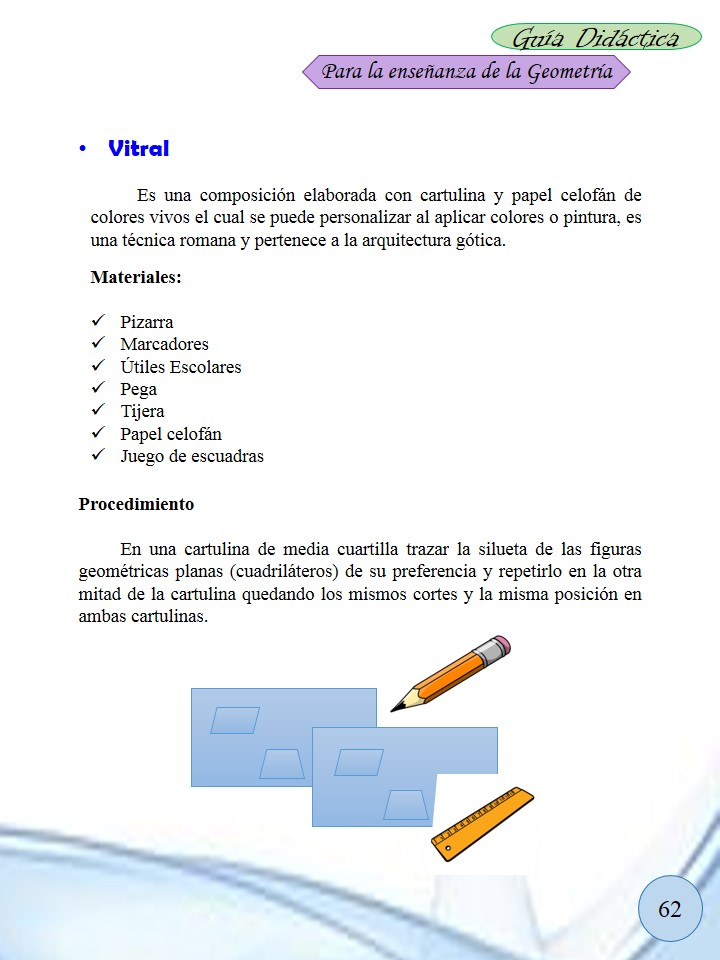 Guía Didáctica
Para la enseñanza de la Geometría
• Vitral
Es una composición elaborada con cartulina y papel celofán de
colores vivos el cual se puede personalizar al aplicar colores o pintura, es
una técnica romana y pertenece a la arquitectura gótica.
Materiales:
✓ Pizarra
✓ Marcadores
✓ Útiles Escolares
✓ Pega
✓ Tijera
✓ Papel celofán
✓ Juego de escuadras
Procedimiento
En una cartulina de media cuartilla trazar la silueta de las figuras
geométricas planas (cuadriláteros) de su preferencia y repetirlo en la otra
mitad de la cartulina quedando los mismos cortes y la misma posición en
ambas cartulinas.
62